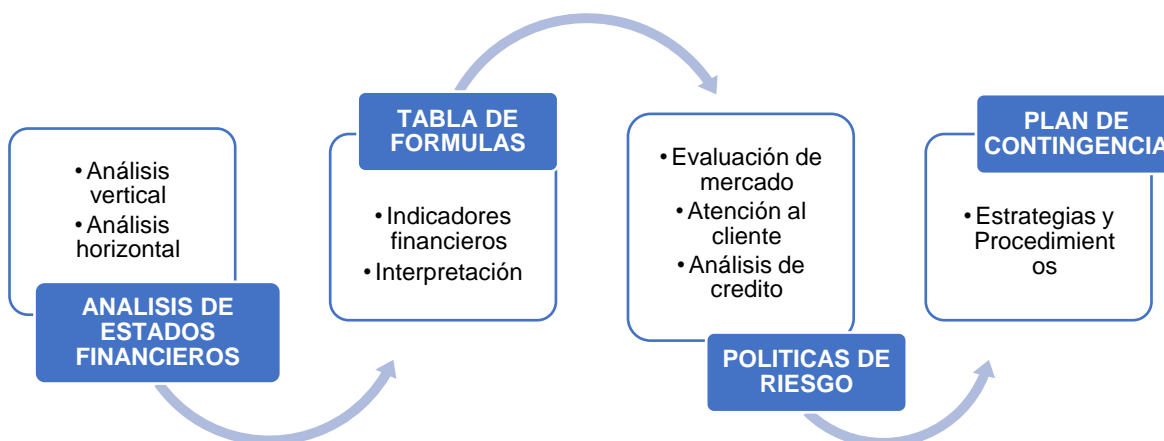 • Análisis
vertical
• Análisis
horizontal
ANALISIS DE
ESTADOS
FINANCIEROS
TABLA DE
FORMULAS
• Indicadores
financieros
• Interpretación
• Evaluación de
mercado
• Atención al
cliente
• Análisis de
credito
POLITICAS DE
RIESGO
PLAN DE
CONTINGENCIA
• Estrategias y
Procedimient
os